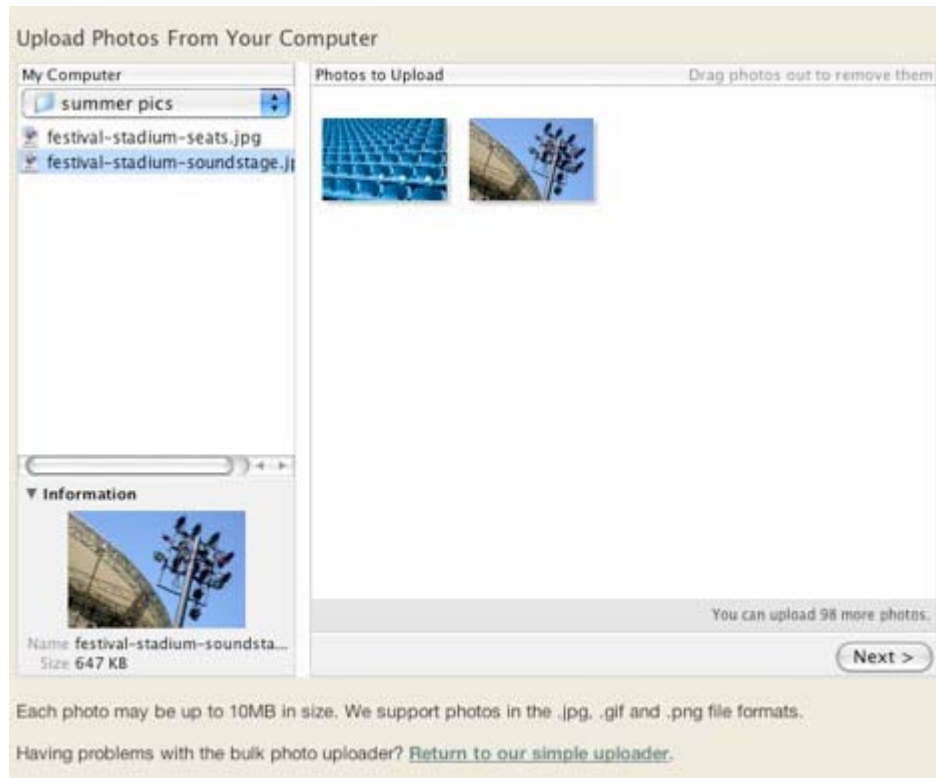 Upload Photos From Your Computer
My Computer
Photos to Upload
Drag photos out to remove them
summer pics
festival-stadium-seats.jpg
festival-stadium-soundstage.jp
Information
Name festival-stadium-soundsta...
Size 647 KB
You can upload 98 more photos.
Next >
Each photo may be up to 10MB in size. We support photos in the .jpg, .gif and .png file formats.
Having problems with the bulk photo uploader? Return to our simple uploader.